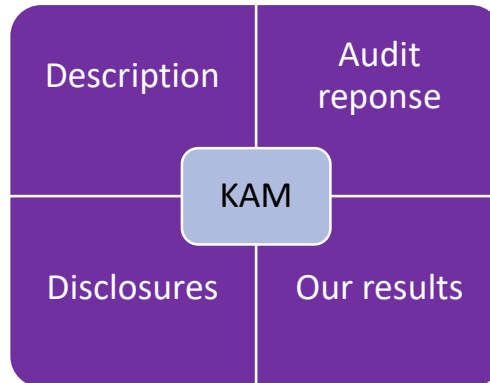 Description
Audit
reponse
KAM
Disclosures
Our results